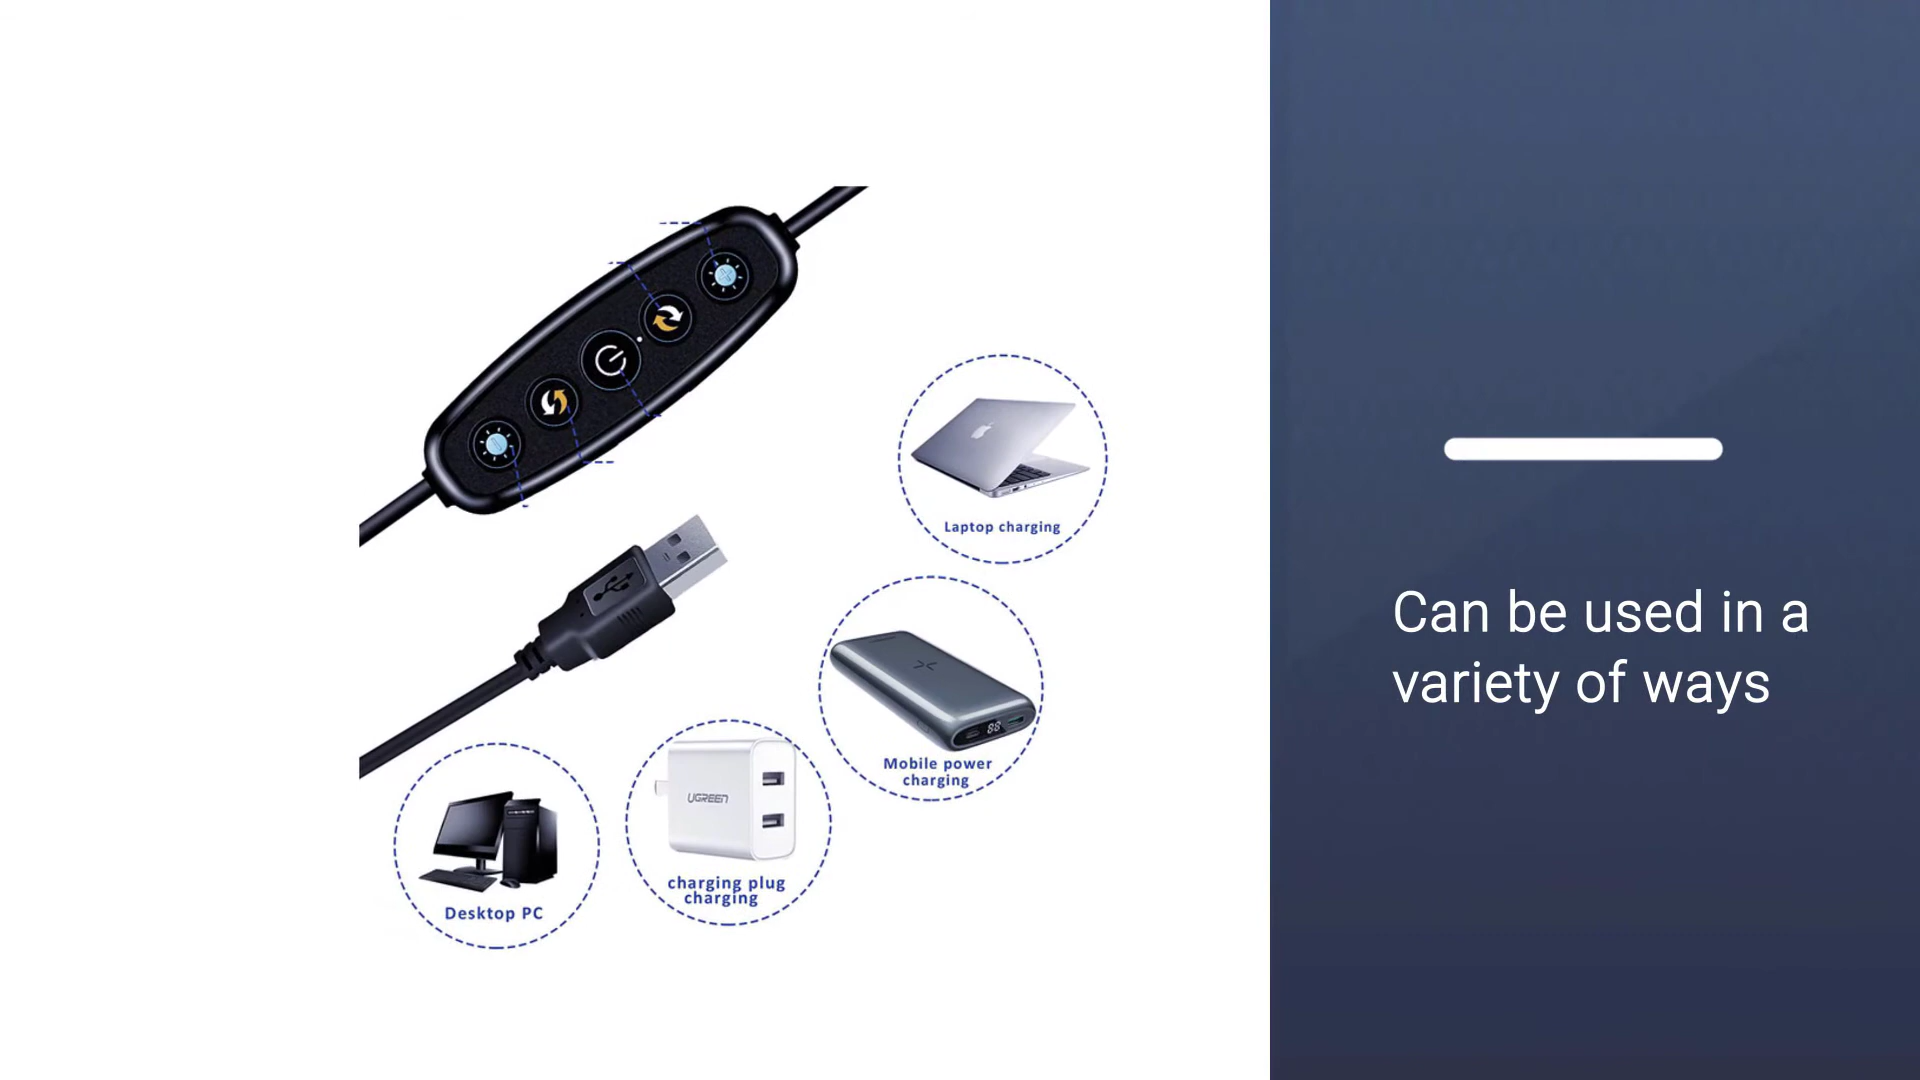 Laptop charging
Mobile power
charging
UGREEN
charging plug
charging
Desktop PC
Can be used in a
variety of ways